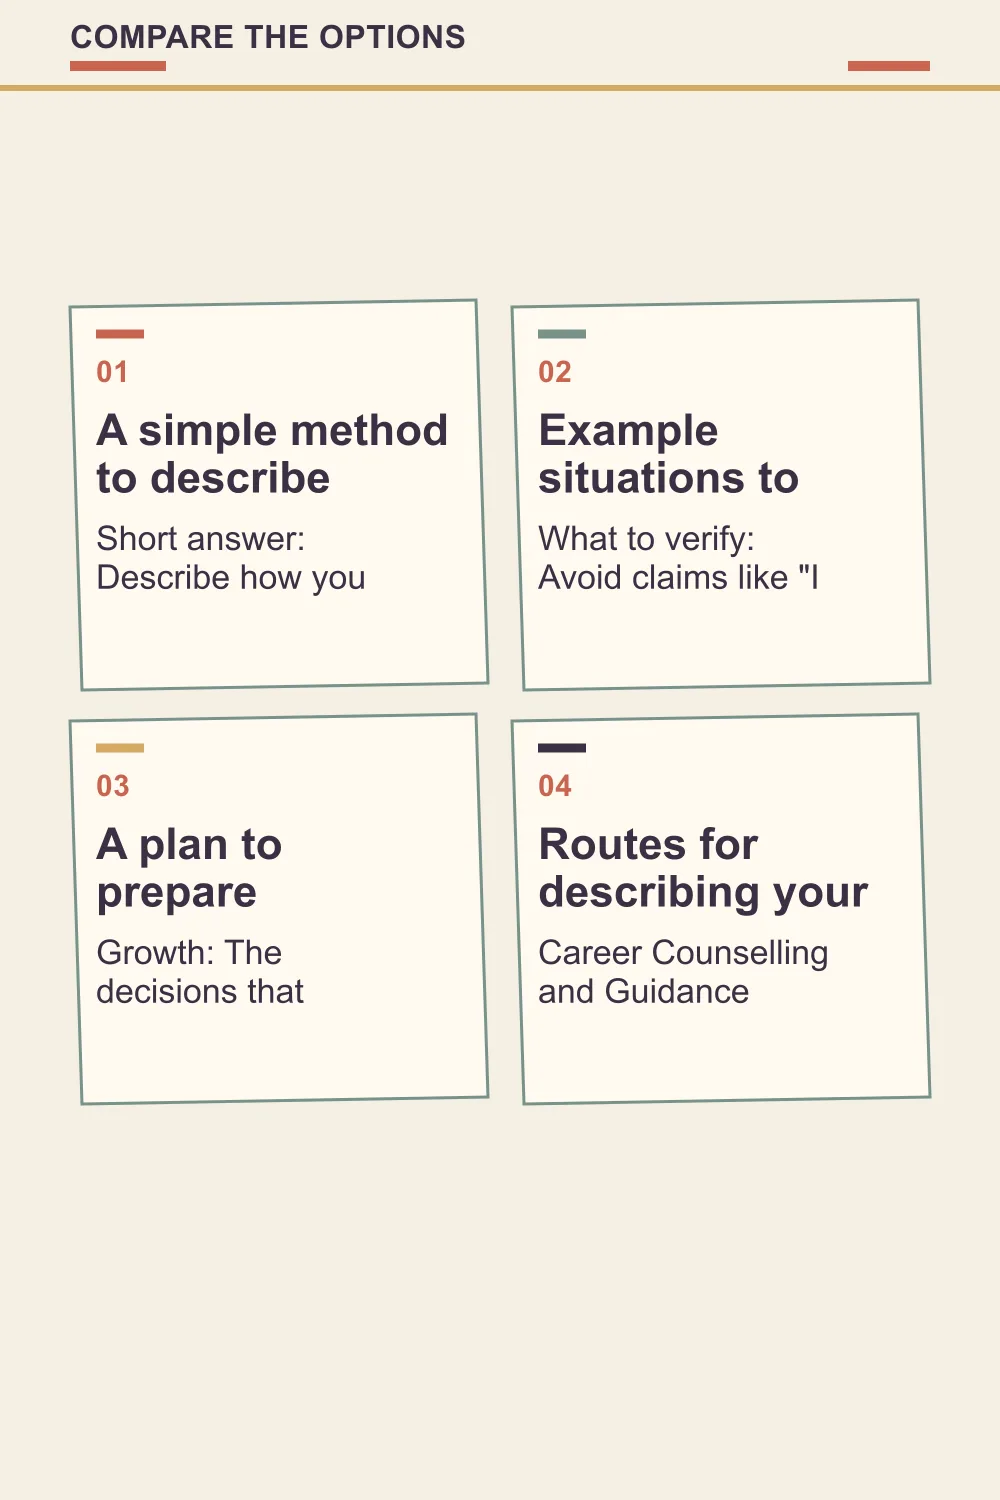 COMPARE THE OPTIONS
01
A simple method
to describe
Short answer:
Describe how you
02
Example
situations to
What to verify:
Avoid claims like "I
03
A plan to
prepare
Growth: The
decisions that
04
Routes for
describing your
Career Counselling
and Guidance